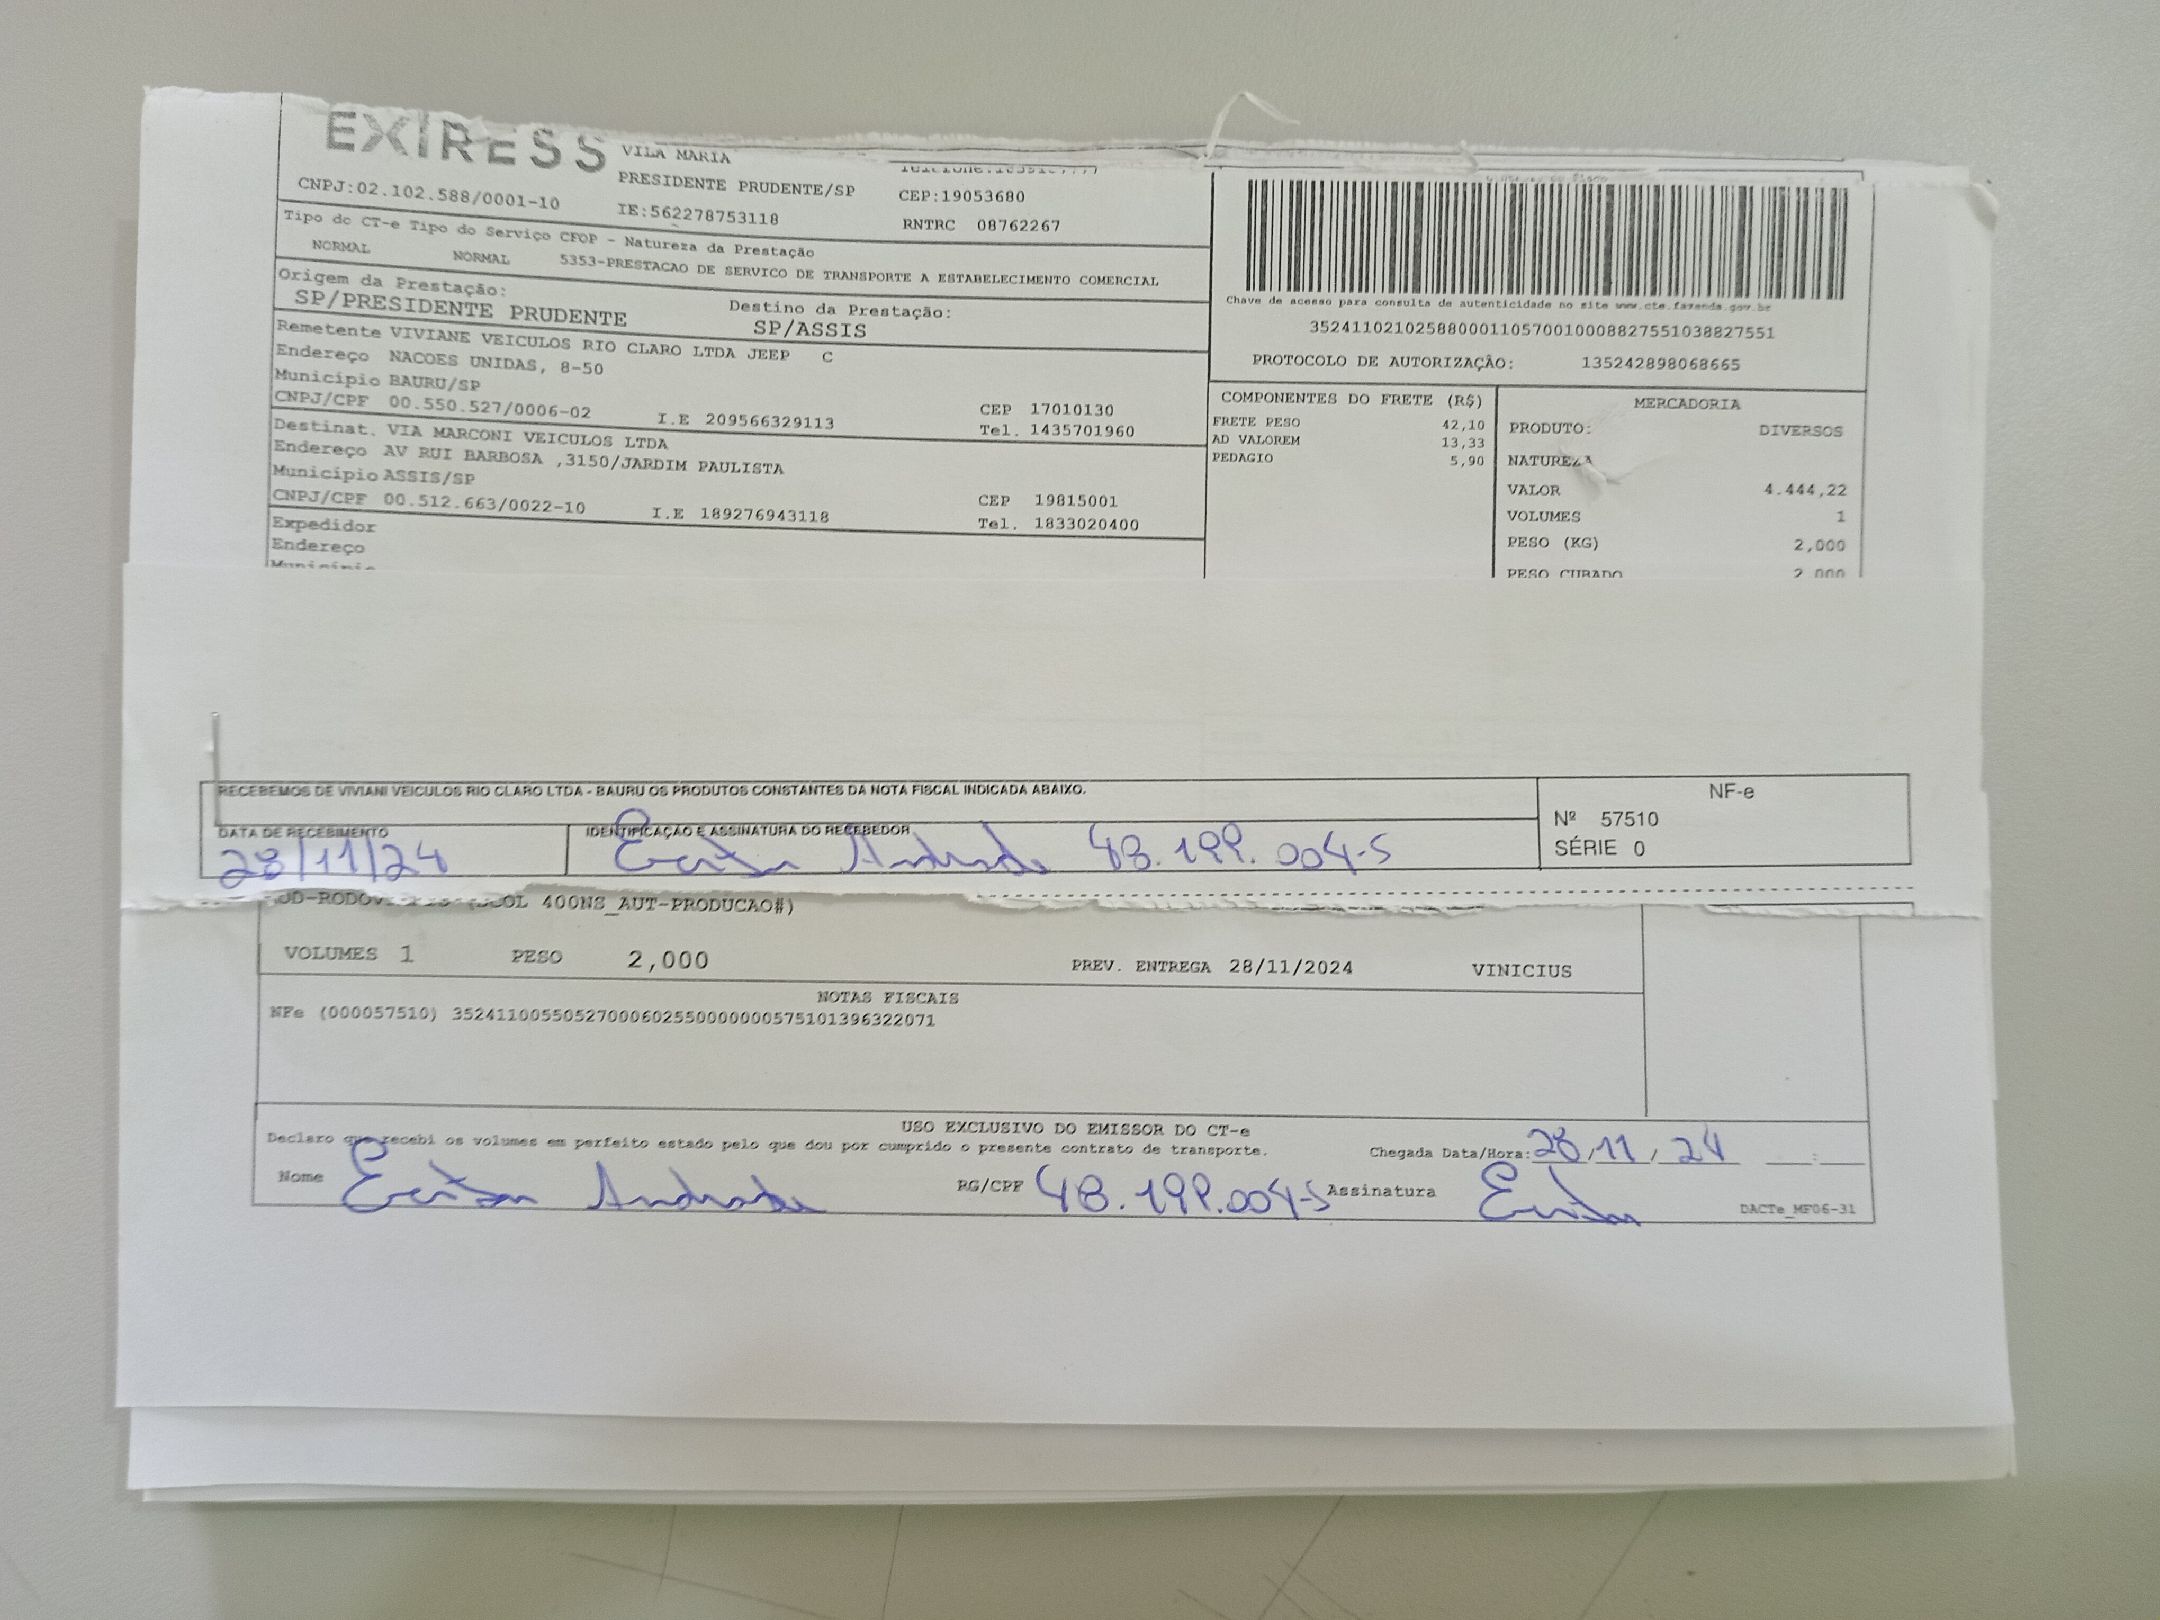 EXPRESS
VILA MARIA
CNPJ:02.102.588/0001-10 PRESIDENTE PRUDENTE/SP CEP:19053680
IE:562278753118 RNTRC 08762267
Tipo do CT-e Tipo do Serviço CFOP - Natureza da Prestação
NORMAL NORMAL 5353-PRESTACAO DE SERVICO DE TRANSPORTE A ESTABELECIMENTO COMERCIAL
Origem da Prestação: Destino da Prestação:
SP/PRESIDENTE PRUDENTE SP/ASSIS
Remetente VIVIANE VEICULOS RIO CLARO LTDA JEEP C
Endereço NACOES UNIDAS, 8-50
Município BAURU/SP CEP 17010130
CNPJ/CPF 00.550.527/0006-02 I.E 209566329113 Tel. 1435701960
Destinat. VIA MARCONI VEICULOS LTDA
Endereço AV RUI BARBOSA ,3150/JARDIM PAULISTA
Município ASSIS/SP CEP 19815001
CNPJ/CPF 00.512.663/0022-10 I.E 189276943118 Tel. 1833020400
Expedidor
Endereço
Município
Chave de acesso para consulta de autenticidade no site www.cte.fazenda.gov.br
35241102102588000110570010008827551038827551
PROTOCOLO DE AUTORIZAÇÃO: 135242898068665
COMPONENTES DO FRETE (R$)
FRETE PESO 42,10
AD VALOREM 13,33
PEDAGIO 5,90
MERCADORIA
PRODUTO: DIVERSOS
NATUREZA
VALOR 4.444,22
VOLUMES 1
PESO (KG) 2,000
PESO CUBADO 2,000
RECEBEMOS DE VIVIANI VEICULOS RIO CLARO LTDA - BAURU OS PRODUTOS CONSTANTES DA NOTA FISCAL INDICADA ABAIXO.
DATA DE RECEBIMENTO IDENTIFICAÇÃO E ASSINATURA DO RECEBEDOR
28/11/24 Andrade 48.199.004-5
NF-e
Nº 57510
SÉRIE 0
400NS_AUT-PRODUCAO#)
VOLUMES 1 PESO 2,000 PREV. ENTREGA 28/11/2024 VINICIUS
NOTAS FISCAIS
NFe (000057510) 35241100550527000602550000000575101396322071
USO EXCLUSIVO DO EMISSOR DO CT-e
Declaro que recebi os volumes em perfeito estado pelo que dou por cumprido o presente contrato de transporte. Chegada Data/Hora: 28/11/24 :
Nome Andrade RG/CPF 48.199.004-5 Assinatura
DACTe_MF06-31